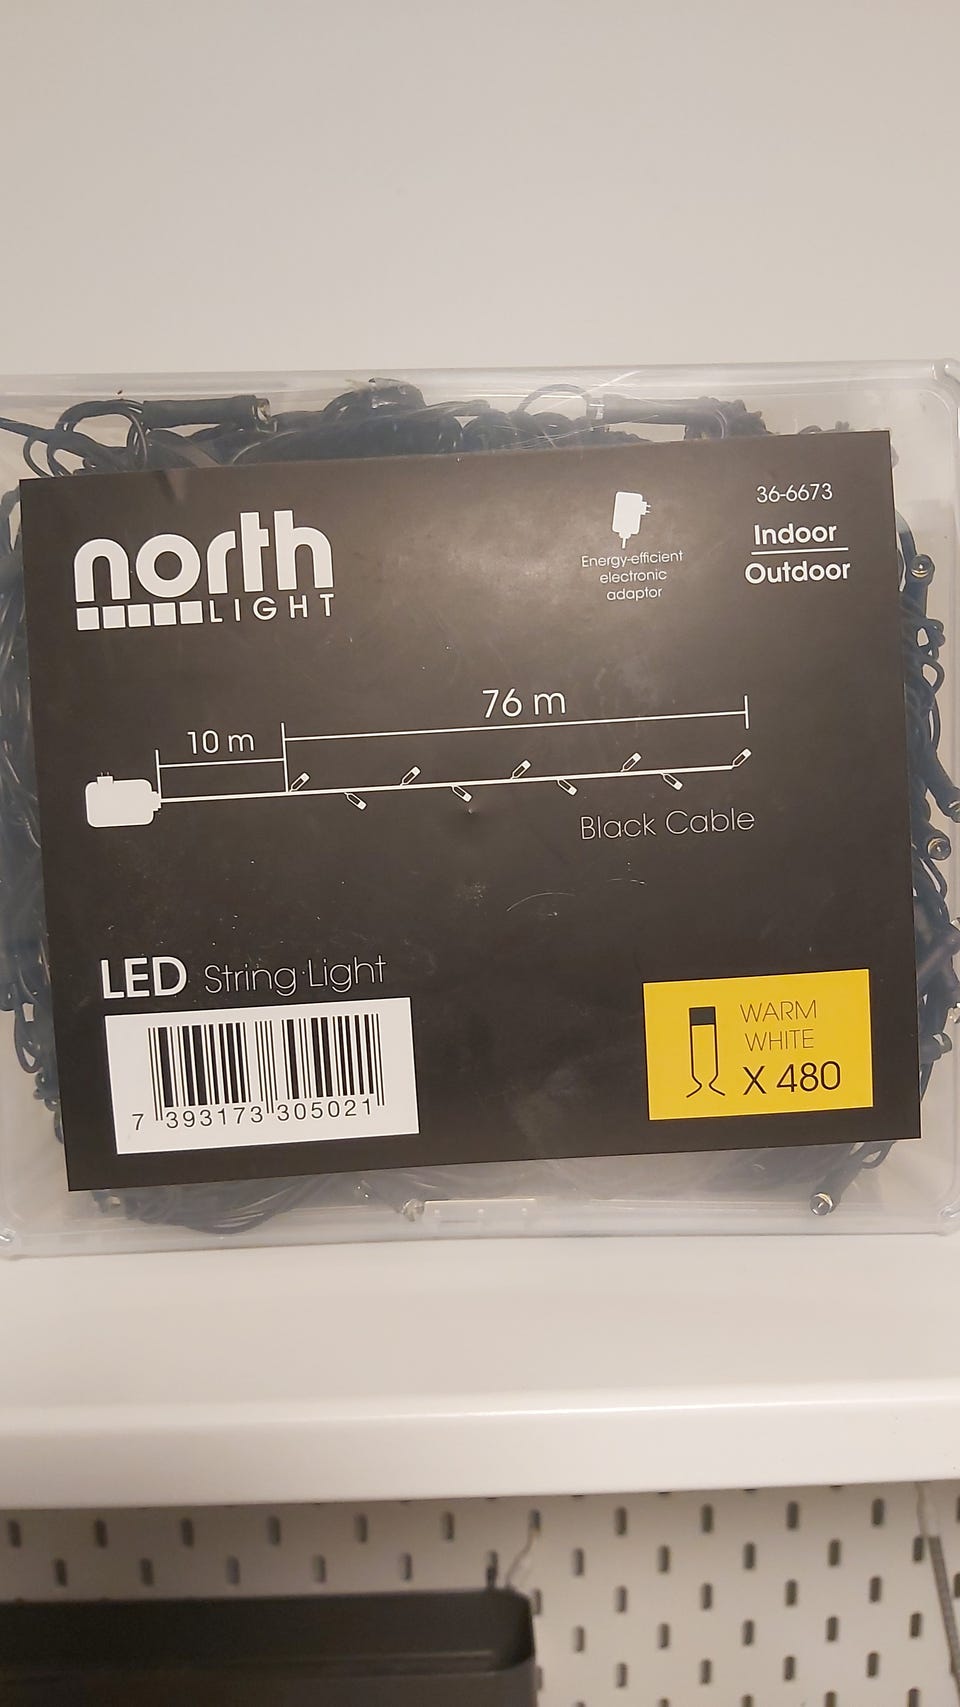 north
LIGHT
Energy-efficient
electronic
adaptor
36-6673
Indoor
Outdoor
76 m
10 m
Black Cable
LED String Light
7 393173 305021
WARM
WHITE
X 480